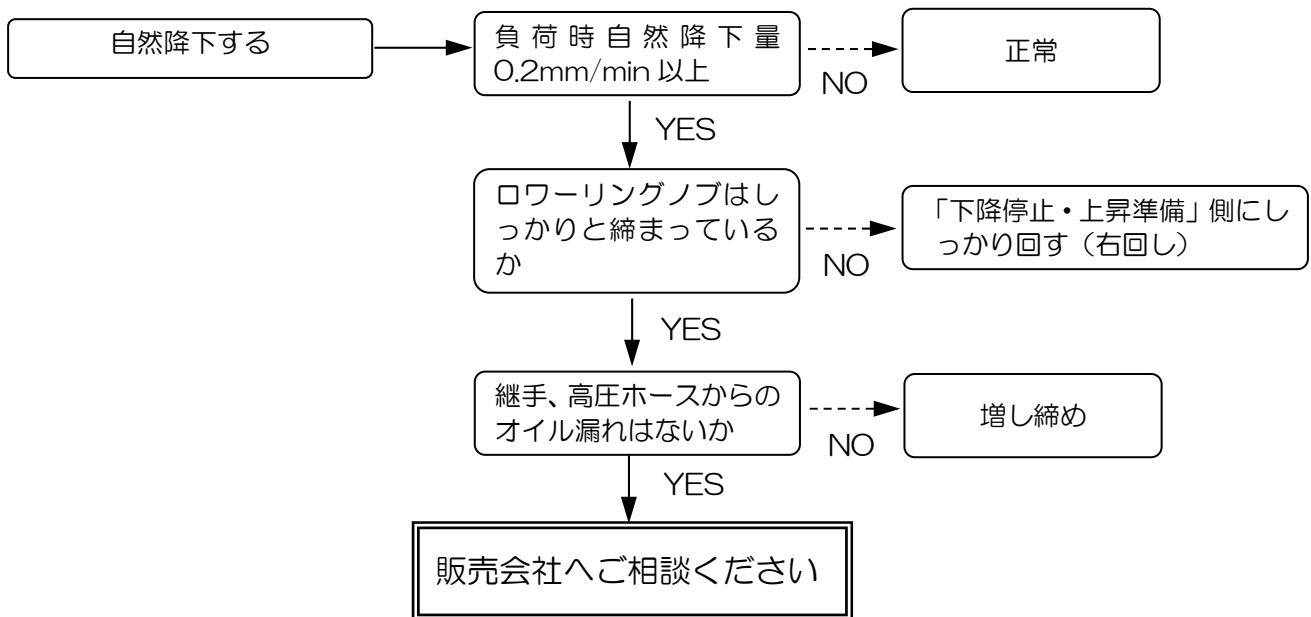 自然降下する
負荷時自然降下量
0.2mm/min 以上
NO
正常
YES
ロワーリングノブはし
っかりと締まっている
か
NO
「下降停止・上昇準備」側にし
っかり回す（右回し）
YES
継手、高圧ホースからの
オイル漏れはないか
NO
増し締め
YES
販売会社へご相談ください